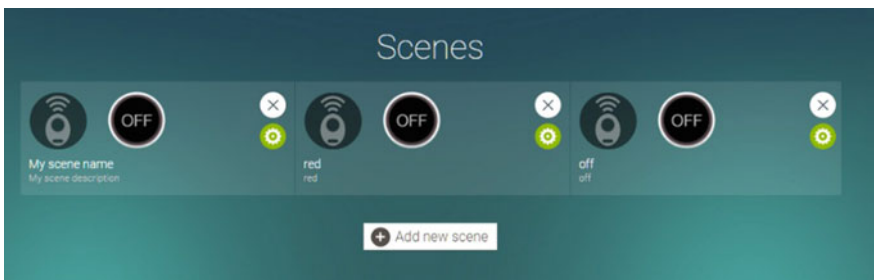 Scenes
OFF
OFF
OFF
My scene name
My scene description
red
red
off
off
Add new scene